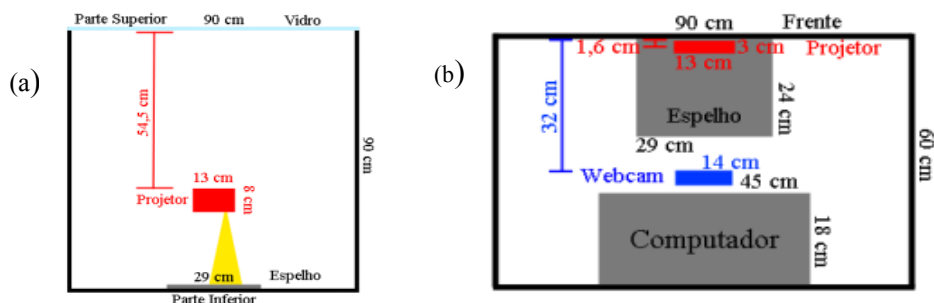 (a)
Parte Superior 90 cm Vidro
54,5 cm
90 cm
13 cm
Projetor
8 cm
29 cm Espelho
Parte Inferior
(b)
90 cm Frente
1,6 cm
3 cm
Projetor
13 cm
32 cm
24 cm
Espelho
29 cm
60 cm
14 cm
Webcam
45 cm
Computador
18 cm